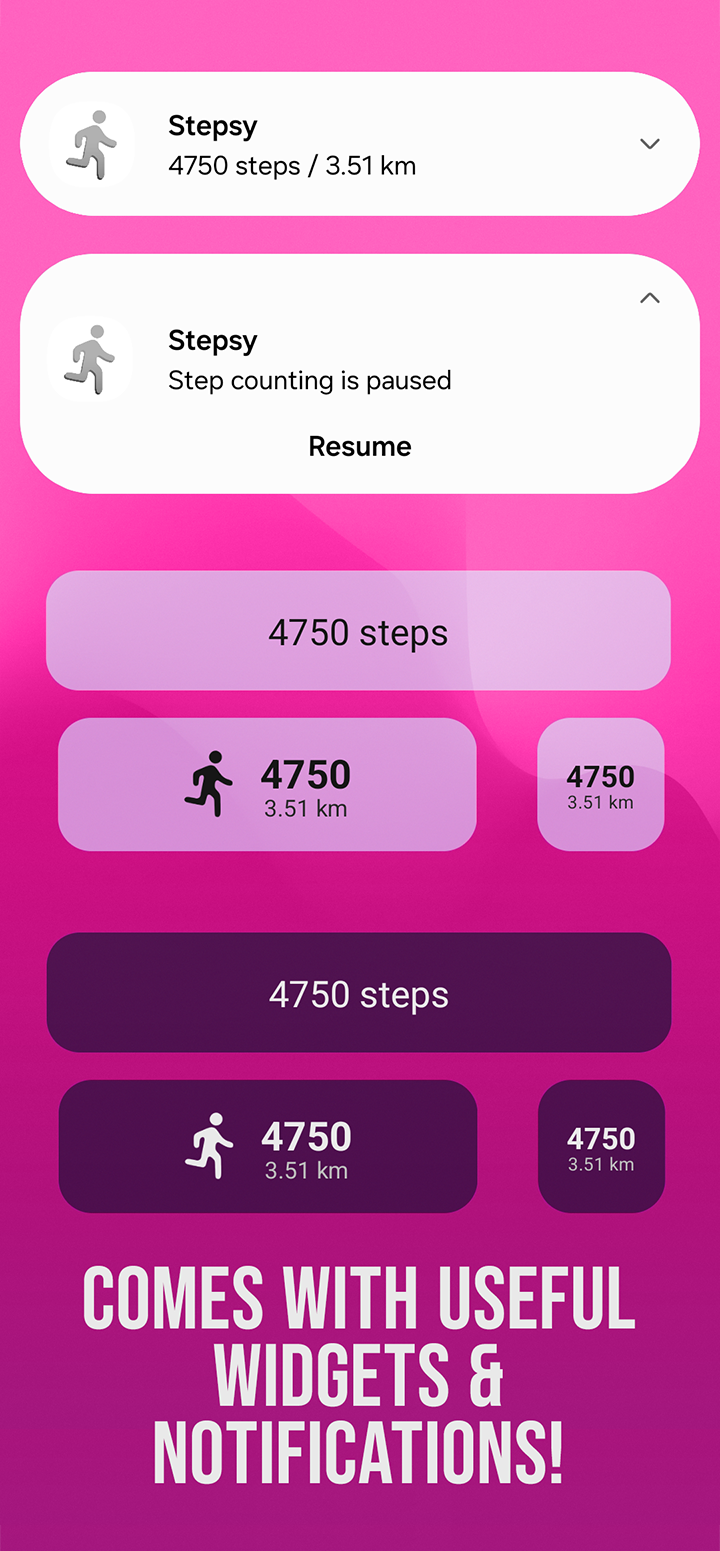 Stepsy
4750 steps / 3.51 km
Stepsy
Step counting is paused
Resume
4750 steps
4750
3.51 km
4750
3.51 km
4750 steps
4750
3.51 km
4750
3.51 km
COMES WITH USEFUL
WIDGETS &
NOTIFICATIONS!